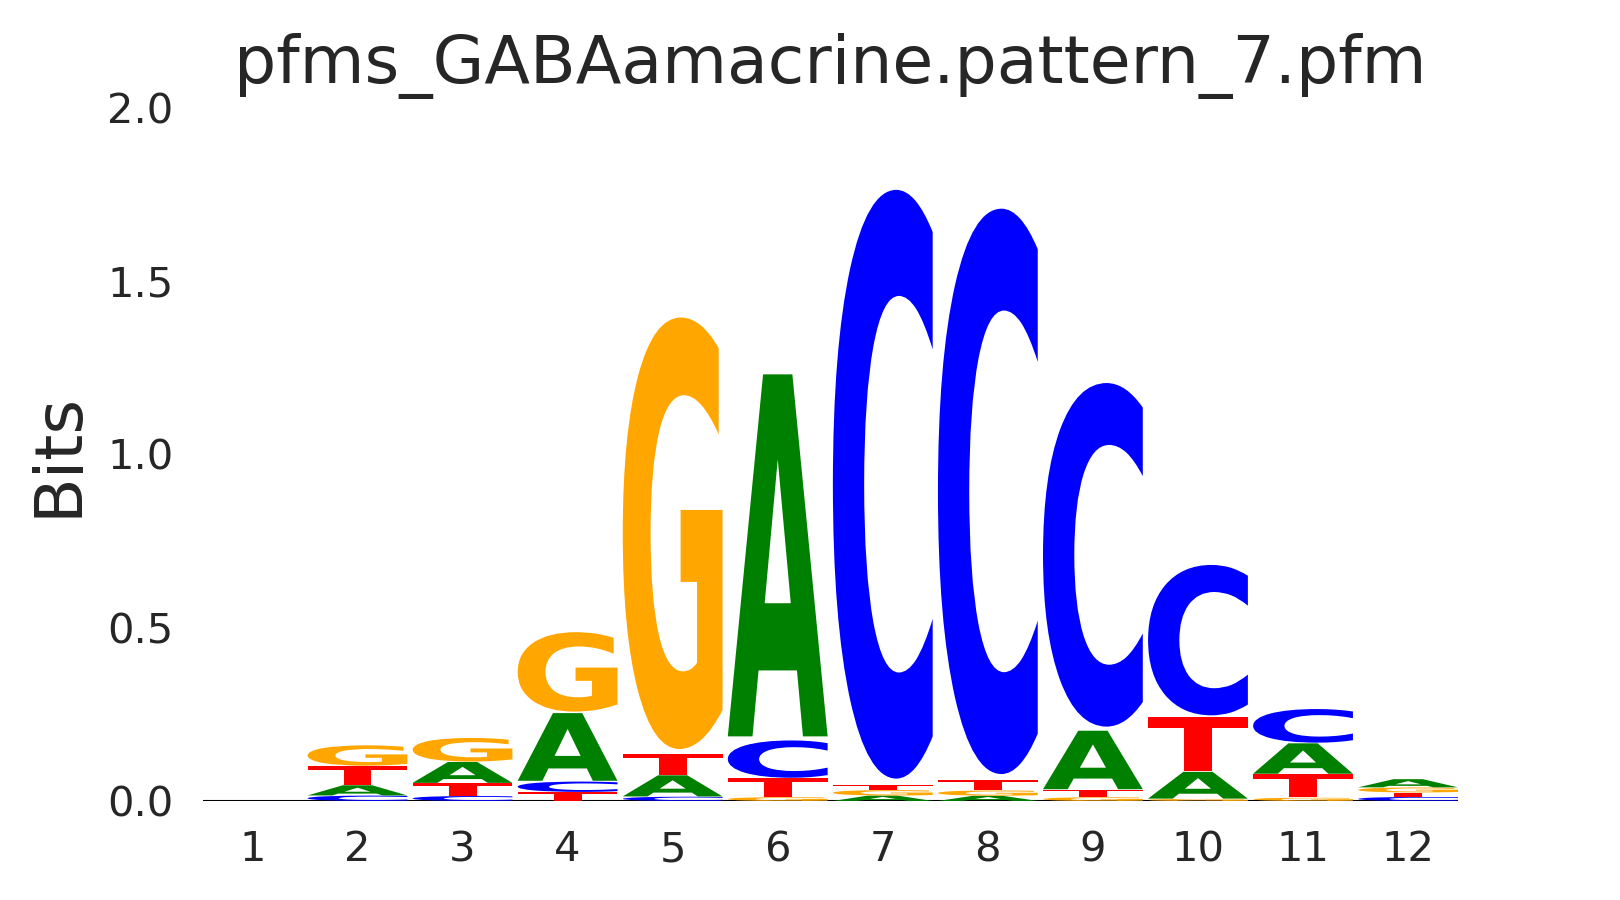 pfms_GABAamacrine.pattern_7.pfm
2.0
1.5
1.0
0.5
0.0
Bits
G G G G A C C C C C A
T A A T C T T A T A G
A T C A T G G T A T T
C C T C G A A G G G C
1 2 3 4 5 6 7 8 9 10 11 12